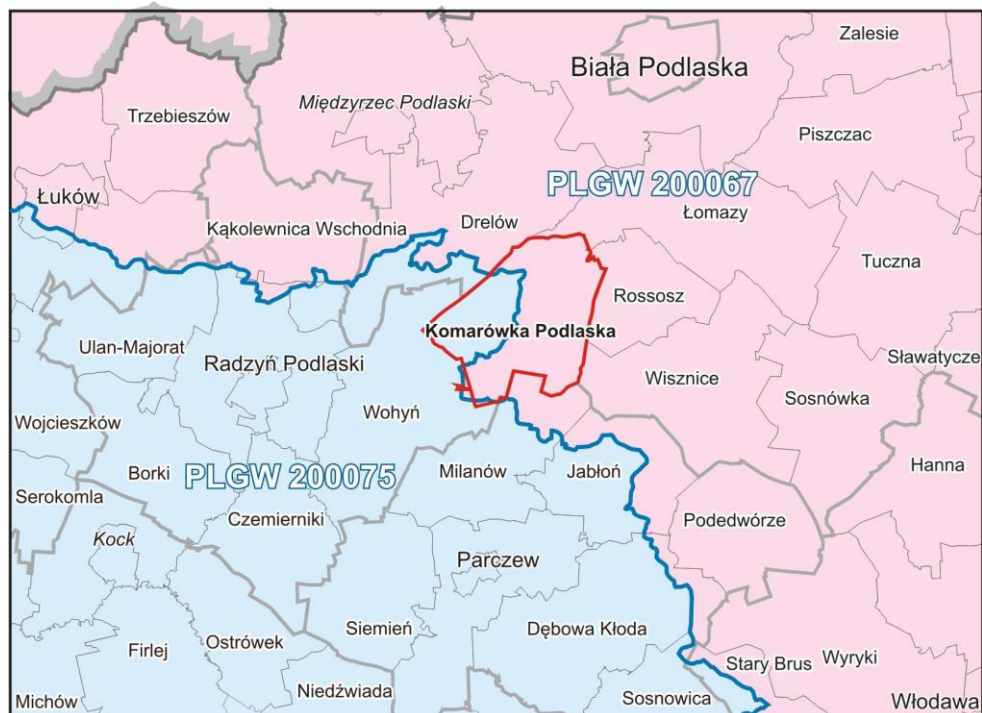 Zalesie
Biała Podlaska
Międzyrzec Podlaski
Trzebieszów
Piszczac
PLGW 200067
Łuków
Łomazy
Kąkolewnica Wschodnia
Drelów
Tuczna
Rossosz
Komarówka Podlaska
Ulan-Majorat
Radzyń Podlaski
Sławatycze
Wisznice
Sosnówka
Wohyń
Wojcieszków
Borki
PLGW 200075
Milanów
Jabłoń
Hanna
Serokomla
Czemierniki
Podedwórze
Kock
Parczew
Siemień
Dębowa Kłoda
Firlej
Ostrówek
Stary Brus
Wyryki
Niedźwiada
Michów
Sosnowica
Włodawa